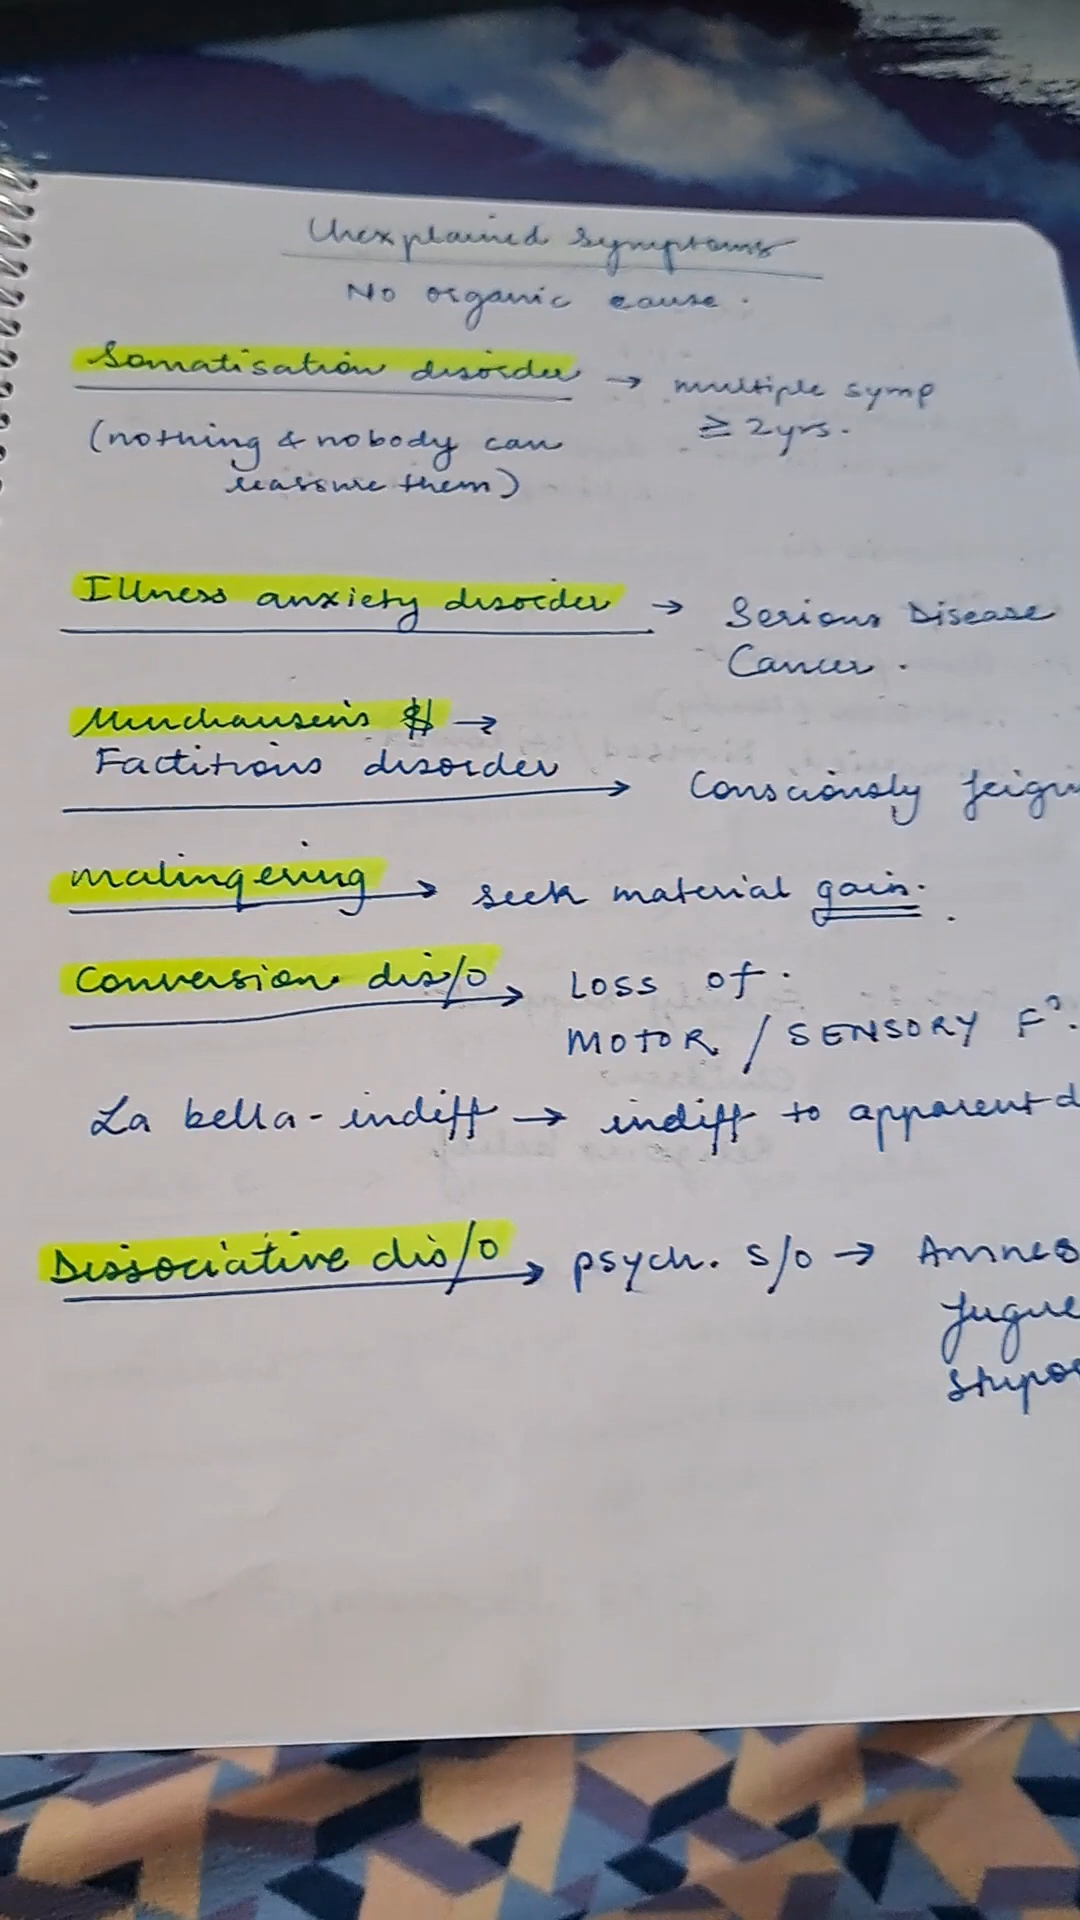 Unexplained Symptoms
No organic cause.
Somatisation disorder → multiple symp
≥ 2yrs.
(nothing & nobody can
reassure them)
Illness anxiety disorder → Serious Disease
Cancer.
Munchausen's $ →
Factitious disorder → Consciously feign
malingering → seek material gain.
Conversion dis/o → LOSS OF
MOTOR / SENSORY Fⁿ.
La bella-indiff → indiff to apparent d
Dissociative dis/o → psych. s/o → Amnes
fugue
stupo